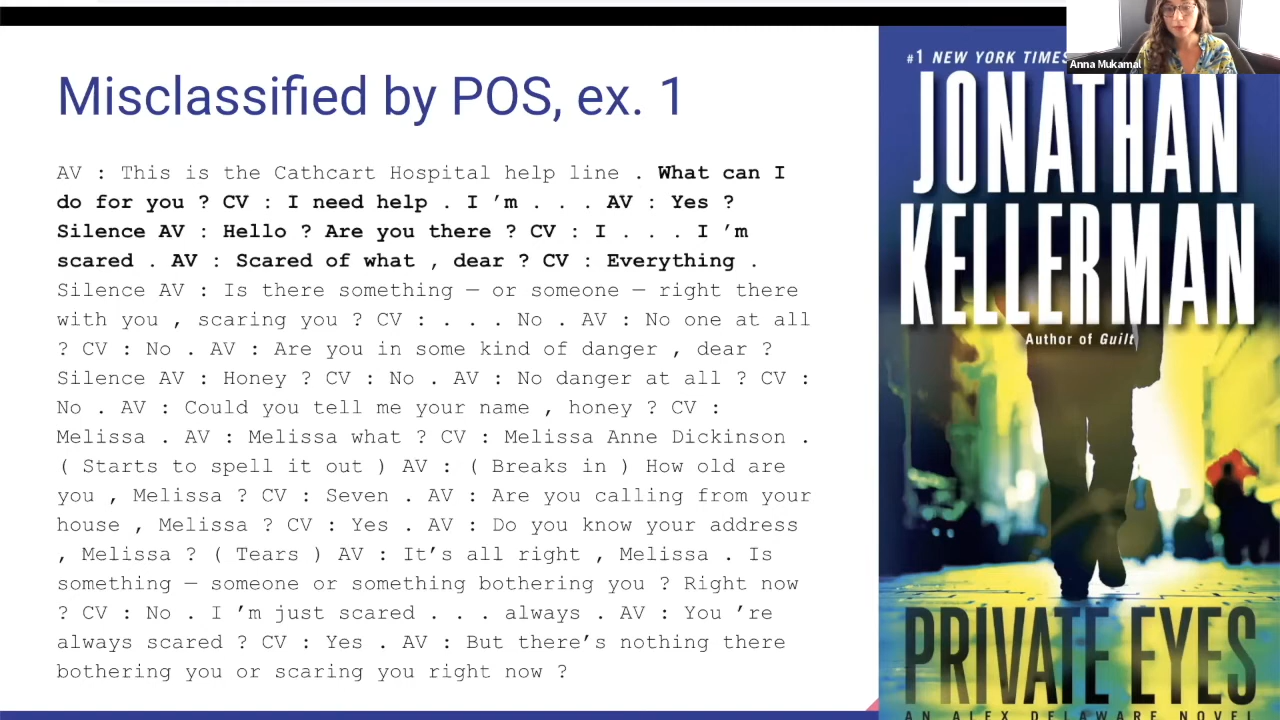 Misclassified by POS, ex. 1
AV : This is the Cathcart Hospital help line . What can I
do for you ? CV : I need help . I ’m . . . AV : Yes ?
Silence AV : Hello ? Are you there ? CV : I . . . I ’m
scared . AV : Scared of what , dear ? CV : Everything .
Silence AV : Is there something — or someone — right there
with you , scaring you ? CV : . . . No . AV : No one at all
? CV : No . AV : Are you in some kind of danger , dear ?
Silence AV : Honey ? CV : No . AV : No danger at all ? CV :
No . AV : Could you tell me your name , honey ? CV :
Melissa . AV : Melissa what ? CV : Melissa Anne Dickinson .
( Starts to spell it out ) AV : ( Breaks in ) How old are
you , Melissa ? CV : Seven . AV : Are you calling from your
house , Melissa ? CV : Yes . AV : Do you know your address
, Melissa ? ( Tears ) AV : It’s all right , Melissa . Is
something — someone or something bothering you ? Right now
? CV : No . I ’m just scared . . . always . AV : You ’re
always scared ? CV : Yes . AV : But there’s nothing there
bothering you or scaring you right now ?
#1 NEW YORK TIMES
Anna Mukamal
JONATHAN
KELLERMAN
Author of Guilt
PRIVATE EYES
AN ALEX DELAWARE NOVEL